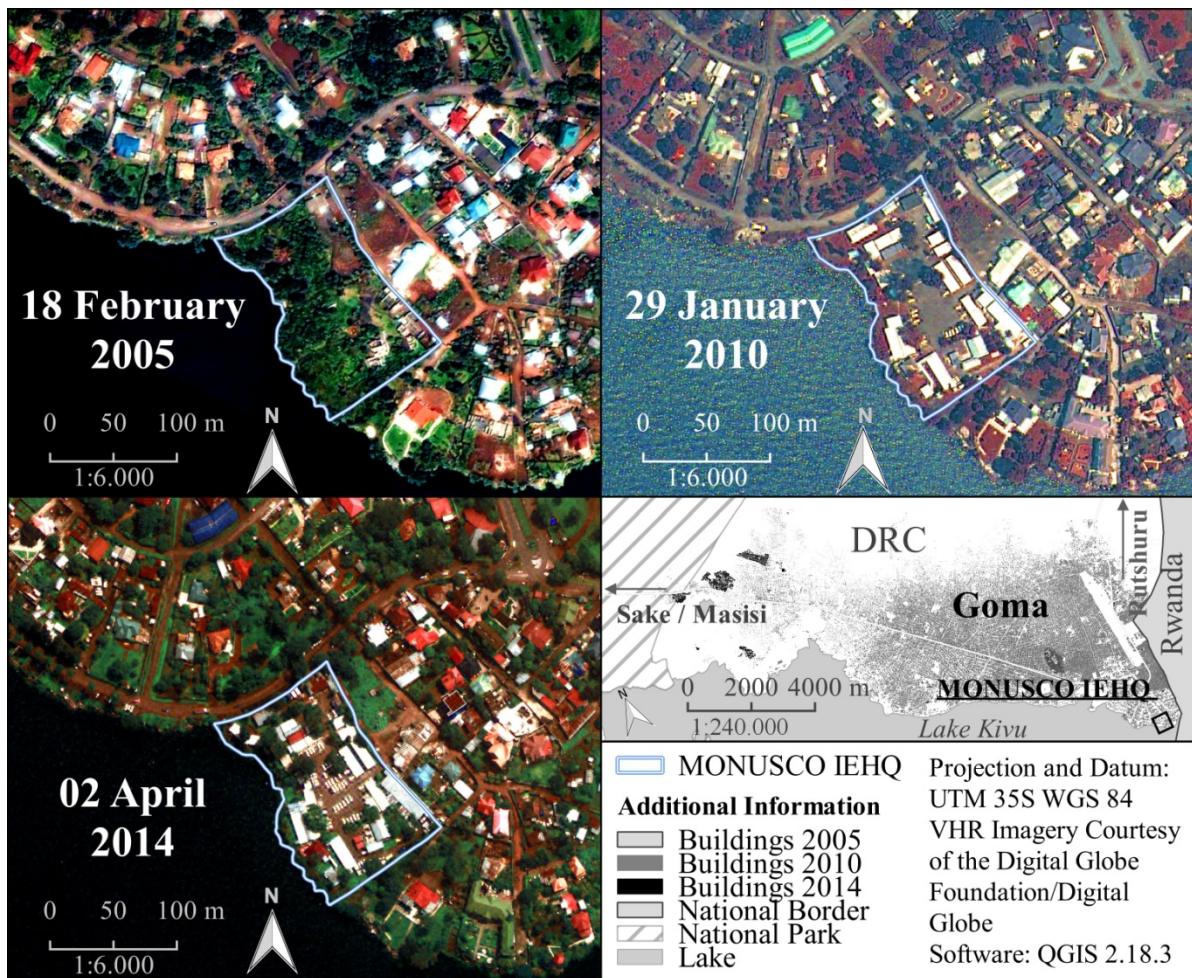 18 February
2005
N
0 50 100 m
1:6.000
29 January
2010
N
0 50 100 m
1:6.000
02 April
2014
N
0 50 100 m
1:6.000
DRC
Rutshuru
Goma
Sake / Masisi
Rwanda
MONUSCO IEHQ
N
0 2000 4000 m
1:240.000
Lake Kivu
MONUSCO IEHQ
Additional Information
Buildings 2005
Buildings 2010
Buildings 2014
National Border
National Park
Lake
Projection and Datum:
UTM 35S WGS 84
VHR Imagery Courtesy
of the Digital Globe
Foundation/Digital
Globe
Software: QGIS 2.18.3